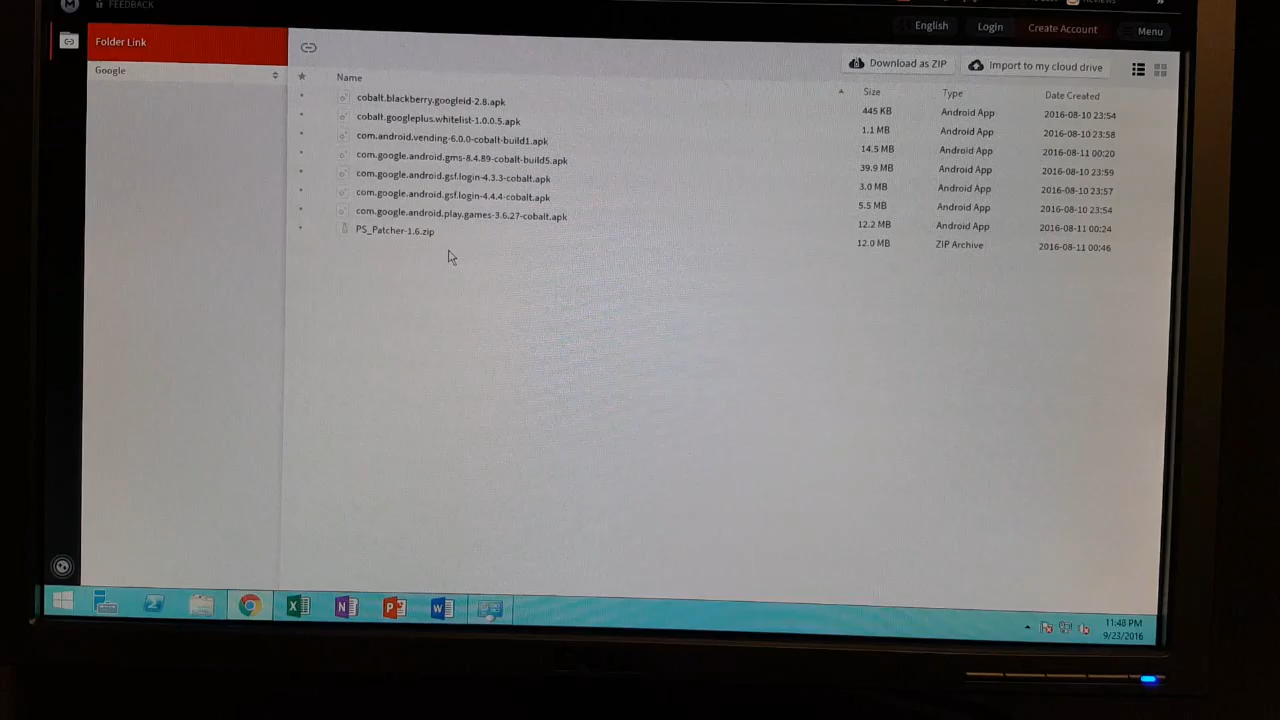 FEEDBACK
English Login Create Account Menu
Folder Link
Google
Download as ZIP Import to my cloud drive
Name Size Type Date Created
cobalt.blackberry.googleid-2.8.apk 445 KB Android App 2016-08-10 23:54
cobalt.googleplus.whitelist-1.0.0.5.apk 1.1 MB Android App 2016-08-10 23:58
com.android.vending-6.0.0-cobalt-build1.apk 14.5 MB Android App 2016-08-11 00:20
com.google.android.gms-8.4.89-cobalt-build5.apk 39.9 MB Android App 2016-08-10 23:59
com.google.android.gsf.login-4.3.3-cobalt.apk 3.0 MB Android App 2016-08-10 23:57
com.google.android.gsf.login-4.4.4-cobalt.apk 5.5 MB Android App 2016-08-10 23:54
com.google.android.play.games-3.6.27-cobalt.apk 12.2 MB Android App 2016-08-11 00:24
PS_Patcher-1.6.zip 12.0 MB ZIP Archive 2016-08-11 00:46
11:48 PM
9/23/2016